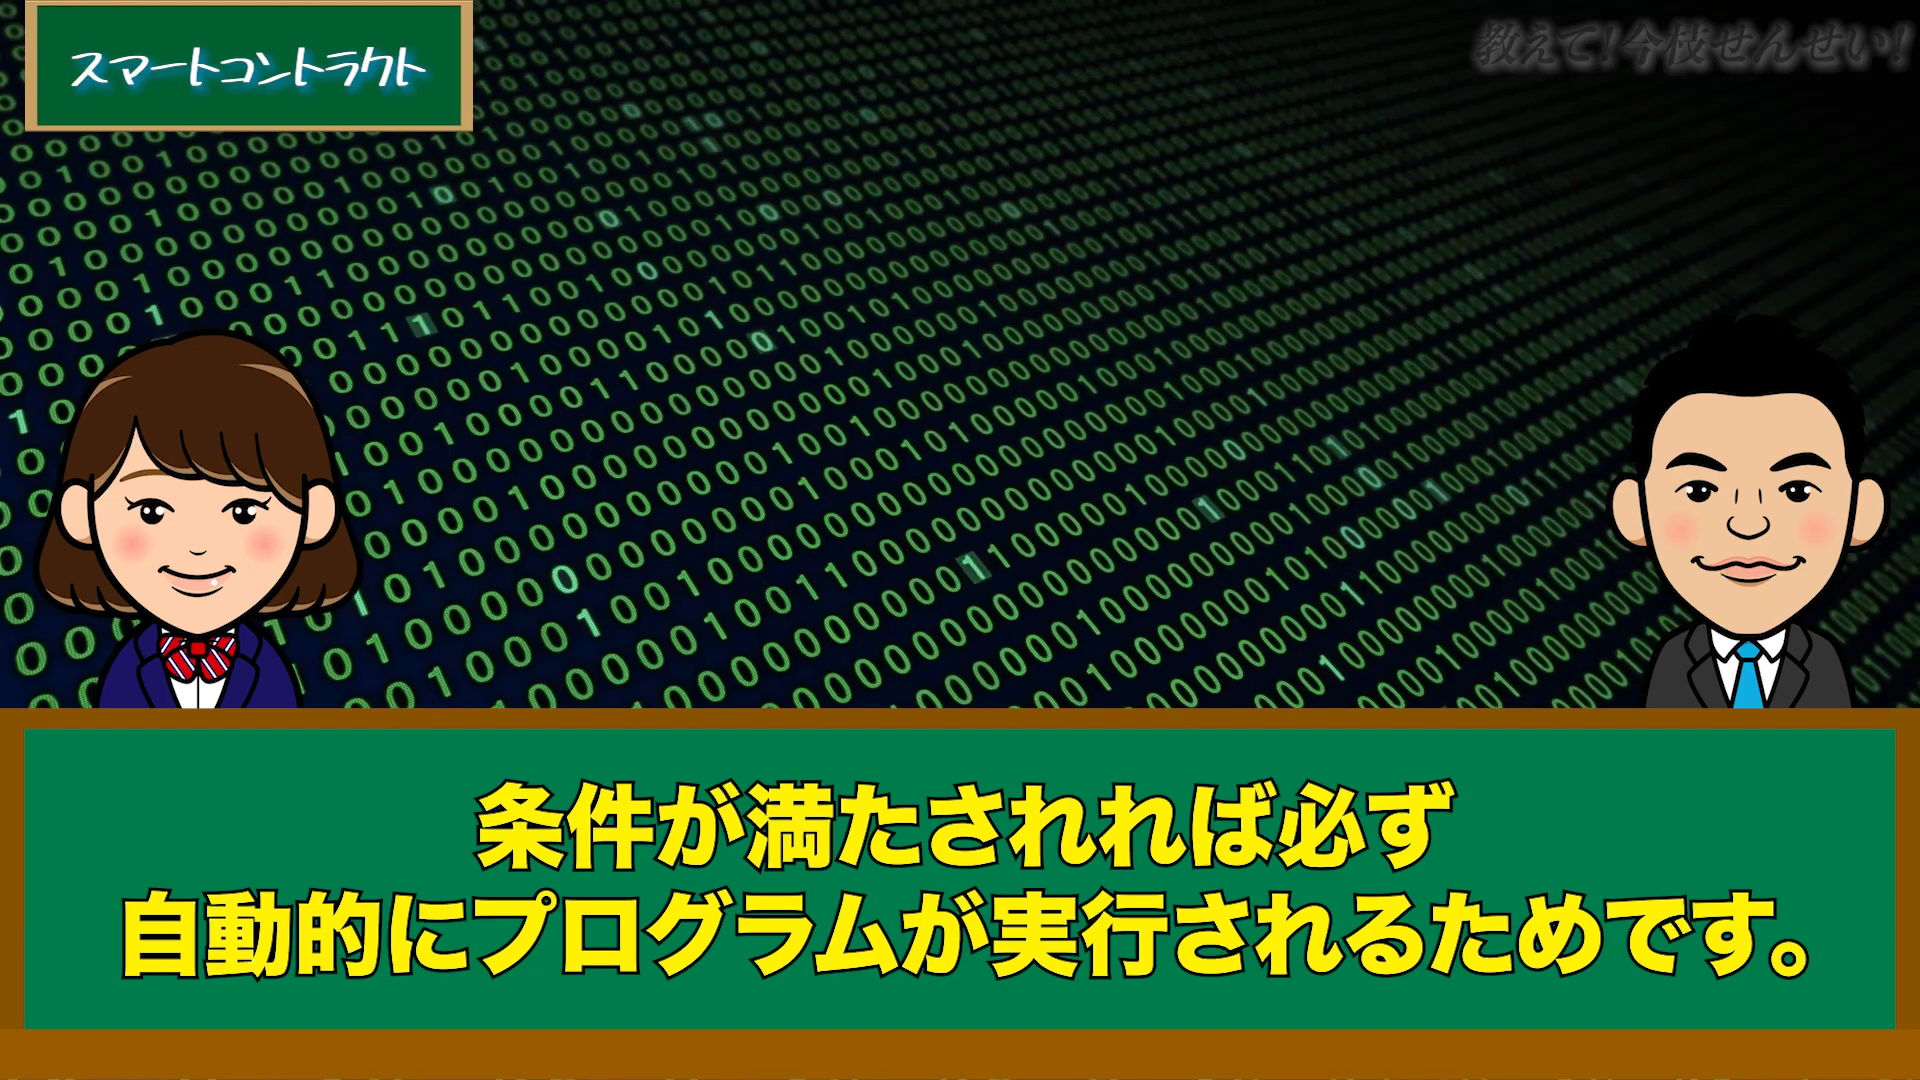 スマートコントラクト
教えて!今枝せんせい!
条件が満たされれば必ず
自動的にプログラムが実行されるためです。